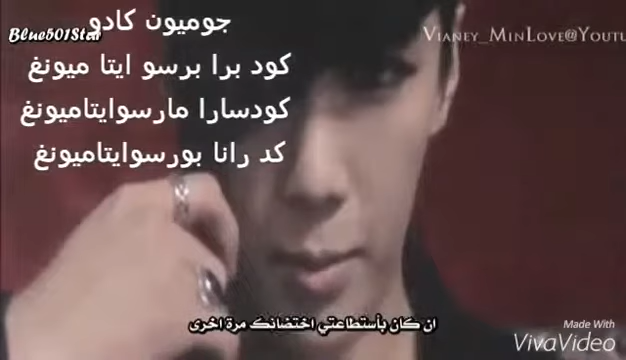 جوميون كادو
Blue501Star
Vianey_MinLove@Youtu
كود برا برسو ايتا ميونغ
كودسارا مارسوايتاميونغ
كد رانا بورسوايتاميونغ
ان كان بأستطاعتي احتضانك مرة اخرى
Made With
VivaVideo